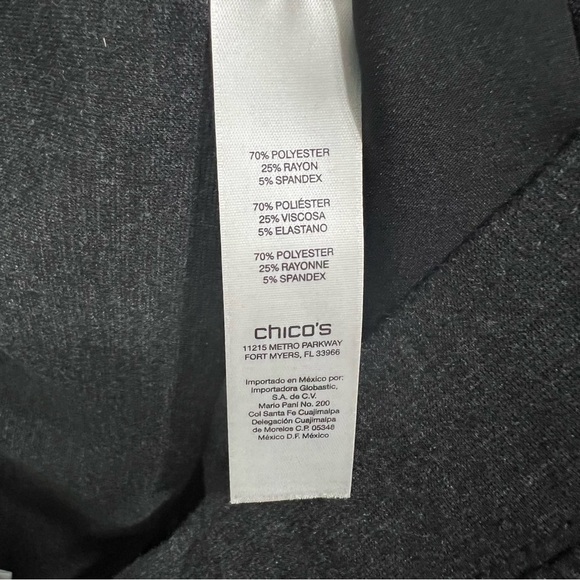 70% POLYESTER
25% RAYON
5% SPANDEX
70% POLIÉSTER
25% VISCOSA
5% ELASTANO
70% POLYESTER
25% RAYONNE
5% SPANDEX
chico's
11215 METRO PARKWAY
FORT MYERS, FL 33966
Importado en México por:
Importadora Globastic,
S.A. de C.V.
Mario Pani No. 200
Col Santa Fe Cuajimalpa
Delegación Cuajimalpa
de Morelos C.P. 05348
México D.F. México